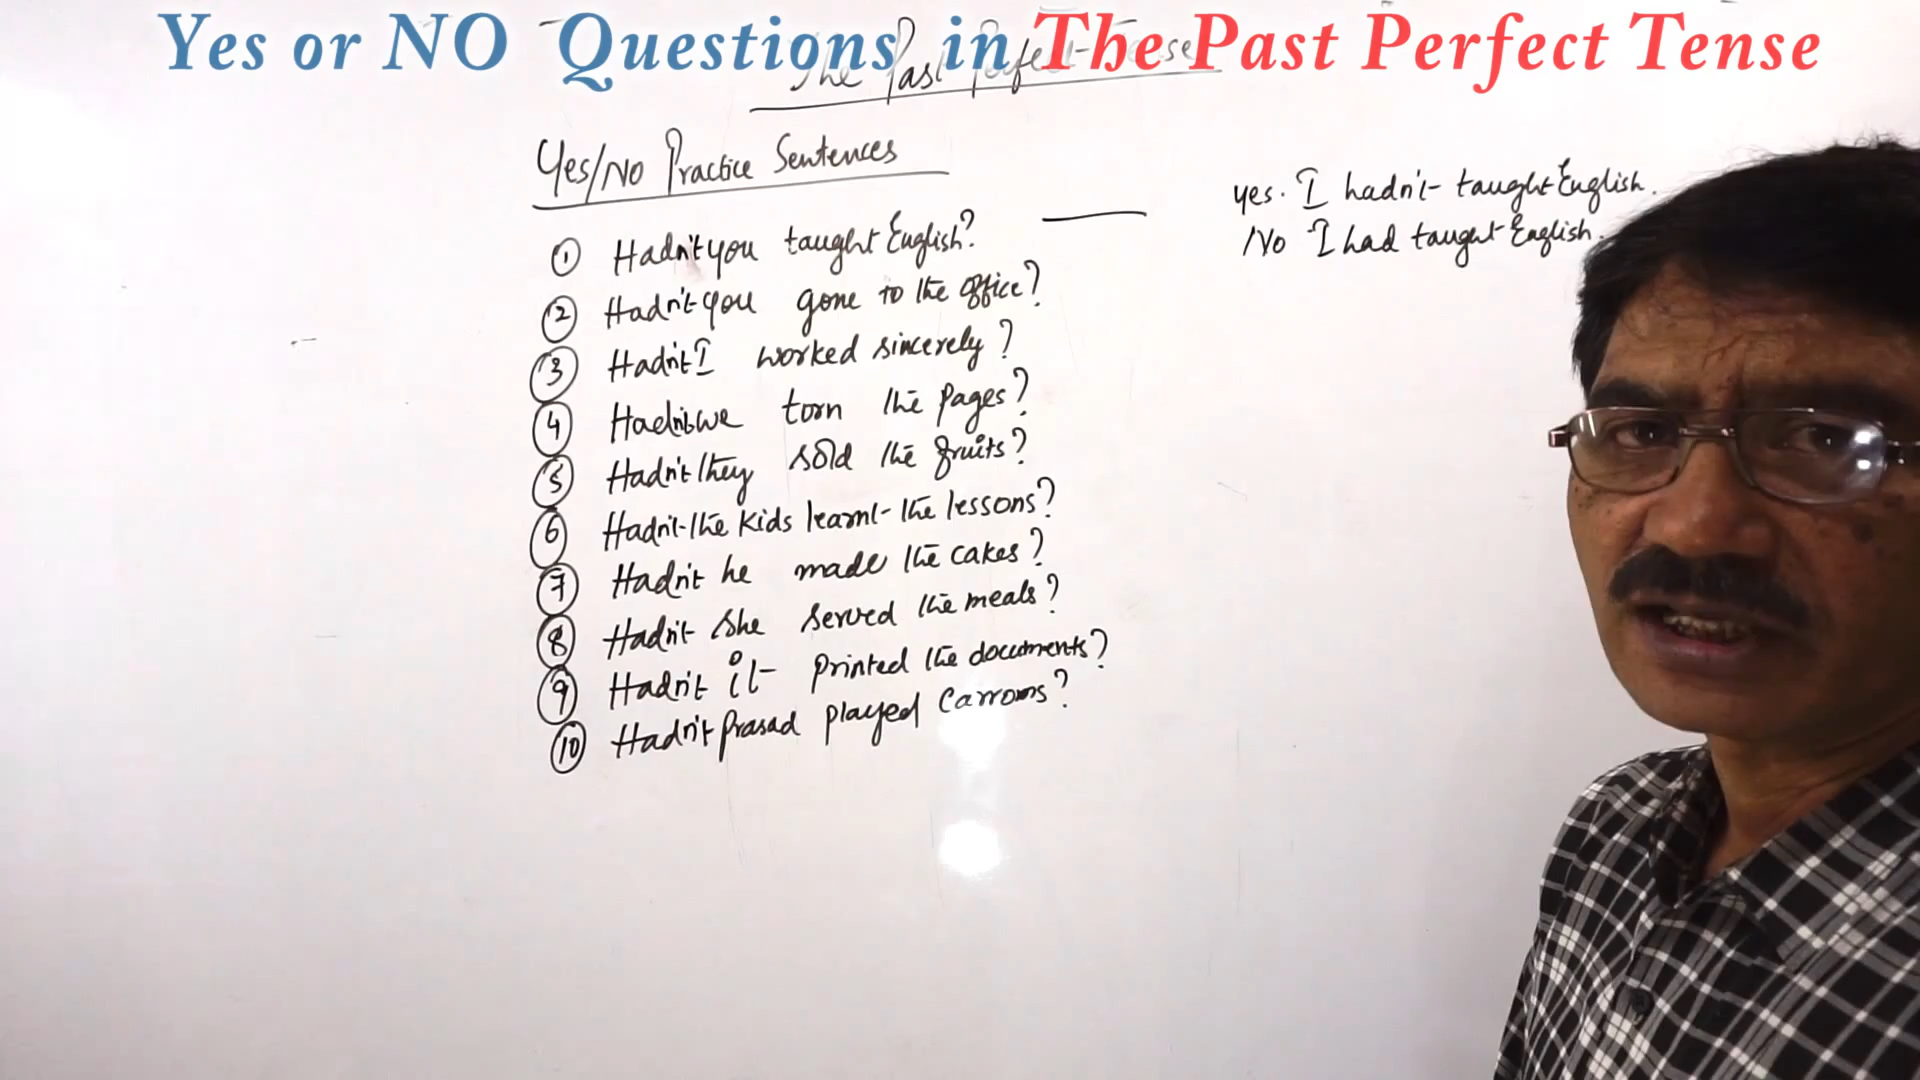 Yes or NO Questions in The Past Perfect Tense
The Past Perfect Tense
Yes/No Practice Sentences
yes. I hadn't taught English.
No I had taught English.
1 Hadn't you taught English?
2 Hadn't you gone to the office?
3 Hadn't I worked sincerely?
4 Hadn't we torn the pages?
5 Hadn't they sold the fruits?
6 Hadn't the kids learnt the lessons?
7 Hadn't he made the cakes?
8 Hadn't she served the meals?
9 Hadn't it printed the documents?
10 Hadn't Prasad played Carroms?